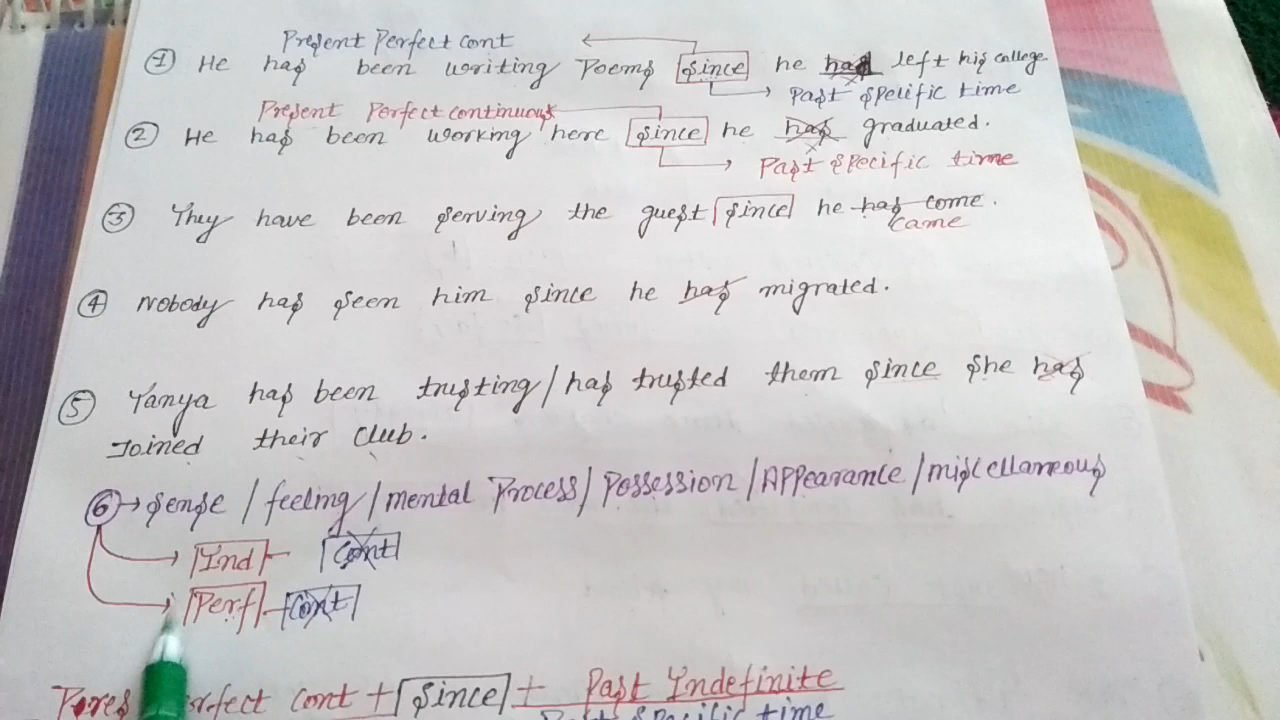 Present Perfect cont
① He has been writing Poems since he has left his college
Past spelific time
Present Perfect continuous
② He has been working here since he has graduated.
Past specific time
③ They have been serving the guest since he has come.
came
④ Nobody has seen him since he has migrated.
⑤ Tanya has been trusting/has trusted them since she has
Joined their club.
⑥ → sense / feeling / mental Process / Possession / Appearance / miscellaneous
Ind - Cont
Perf - Cont
Perfect cont + since + Past Indefinite
specific time